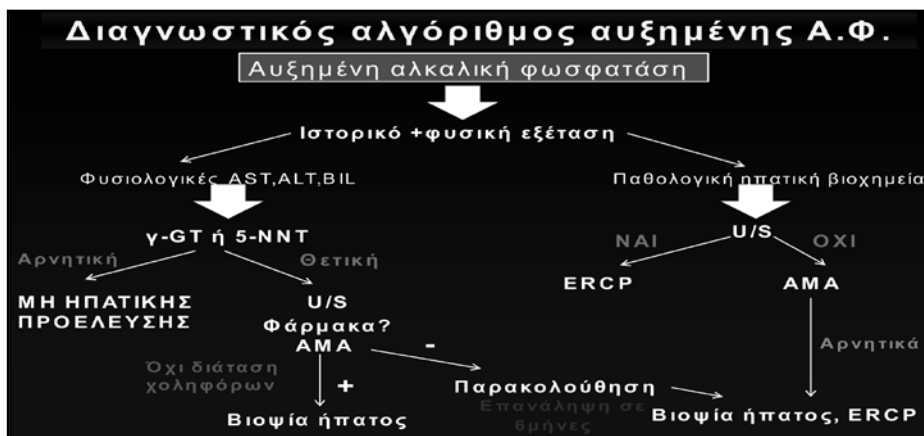 Διαγνωστικός αλγόριθμος αυξημένης Α.Φ.
Αυξημένη αλκαλική φωσφατάση
Ιστορικό +φυσική εξέταση
Φυσιολογικές AST,ALT,BIL
Παθολογική ηπατική βιοχημεία
γ-GT ή 5-NNT
U/S
ΝΑΙ
ΟΧΙ
Αρνητική
Θετική
ERCP
AMA
ΜΗ ΗΠΑΤΙΚΗΣ
ΠΡΟΕΛΕΥΣΗΣ
U/S
Φάρμακα?
AMA
-
Αρνητικά
Όχι διάταση
χοληφόρων
+
Παρακολούθηση
Επανάληψη σε
6μήνες
Βιοψία ήπατος
Βιοψία ήπατος, ERCP